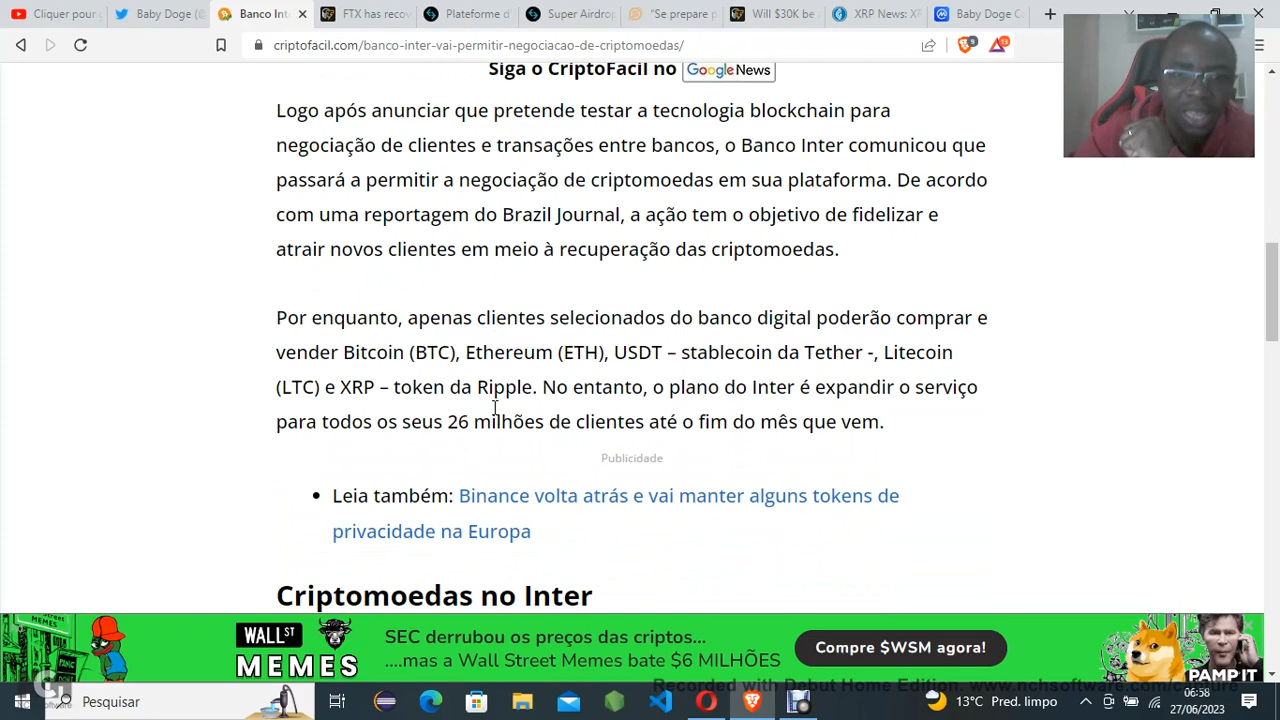 Cliquer pour
Baby Doge (
Banco Int
FTX has reco
Plateforme d
Super Airdrop
"Se prepare p
Will $30K be
XRP News: XR
Baby Doge C
criptofacil.com/banco-inter-vai-permitir-negociacao-de-criptomoedas/
9
13
Siga o CriptoFacil no Google News
Logo após anunciar que pretende testar a tecnologia blockchain para
negociação de clientes e transações entre bancos, o Banco Inter comunicou que
passará a permitir a negociação de criptomoedas em sua plataforma. De acordo
com uma reportagem do Brazil Journal, a ação tem o objetivo de fidelizar e
atrair novos clientes em meio à recuperação das criptomoedas.
Por enquanto, apenas clientes selecionados do banco digital poderão comprar e
vender Bitcoin (BTC), Ethereum (ETH), USDT – stablecoin da Tether -, Litecoin
(LTC) e XRP – token da Ripple. No entanto, o plano do Inter é expandir o serviço
para todos os seus 26 milhões de clientes até o fim do mês que vem.
Publicidade
• Leia também: Binance volta atrás e vai manter alguns tokens de
privacidade na Europa
Criptomoedas no Inter
WALL ST
MEMES
SEC derrubou os preços das criptos...
....mas a Wall Street Memes bate $6 MILHÕES
Compre $WSM agora!
PAMP IT
Recorded with Debut Home Edition. www.nchsoftware.com/capture
Pesquisar
13°C Pred. limpo
06:58
27/06/2023